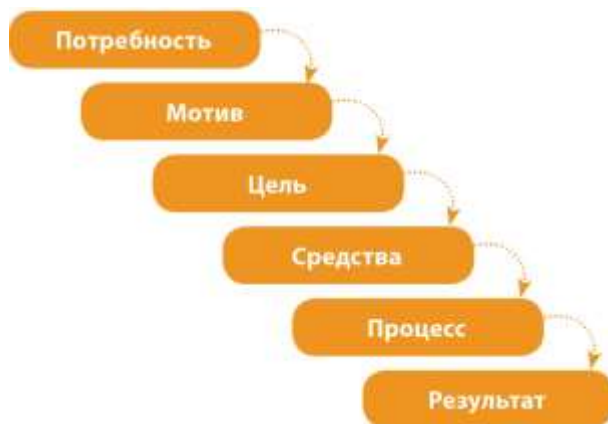 Потребность
Мотив
Цель
Средства
Процесс
Результат